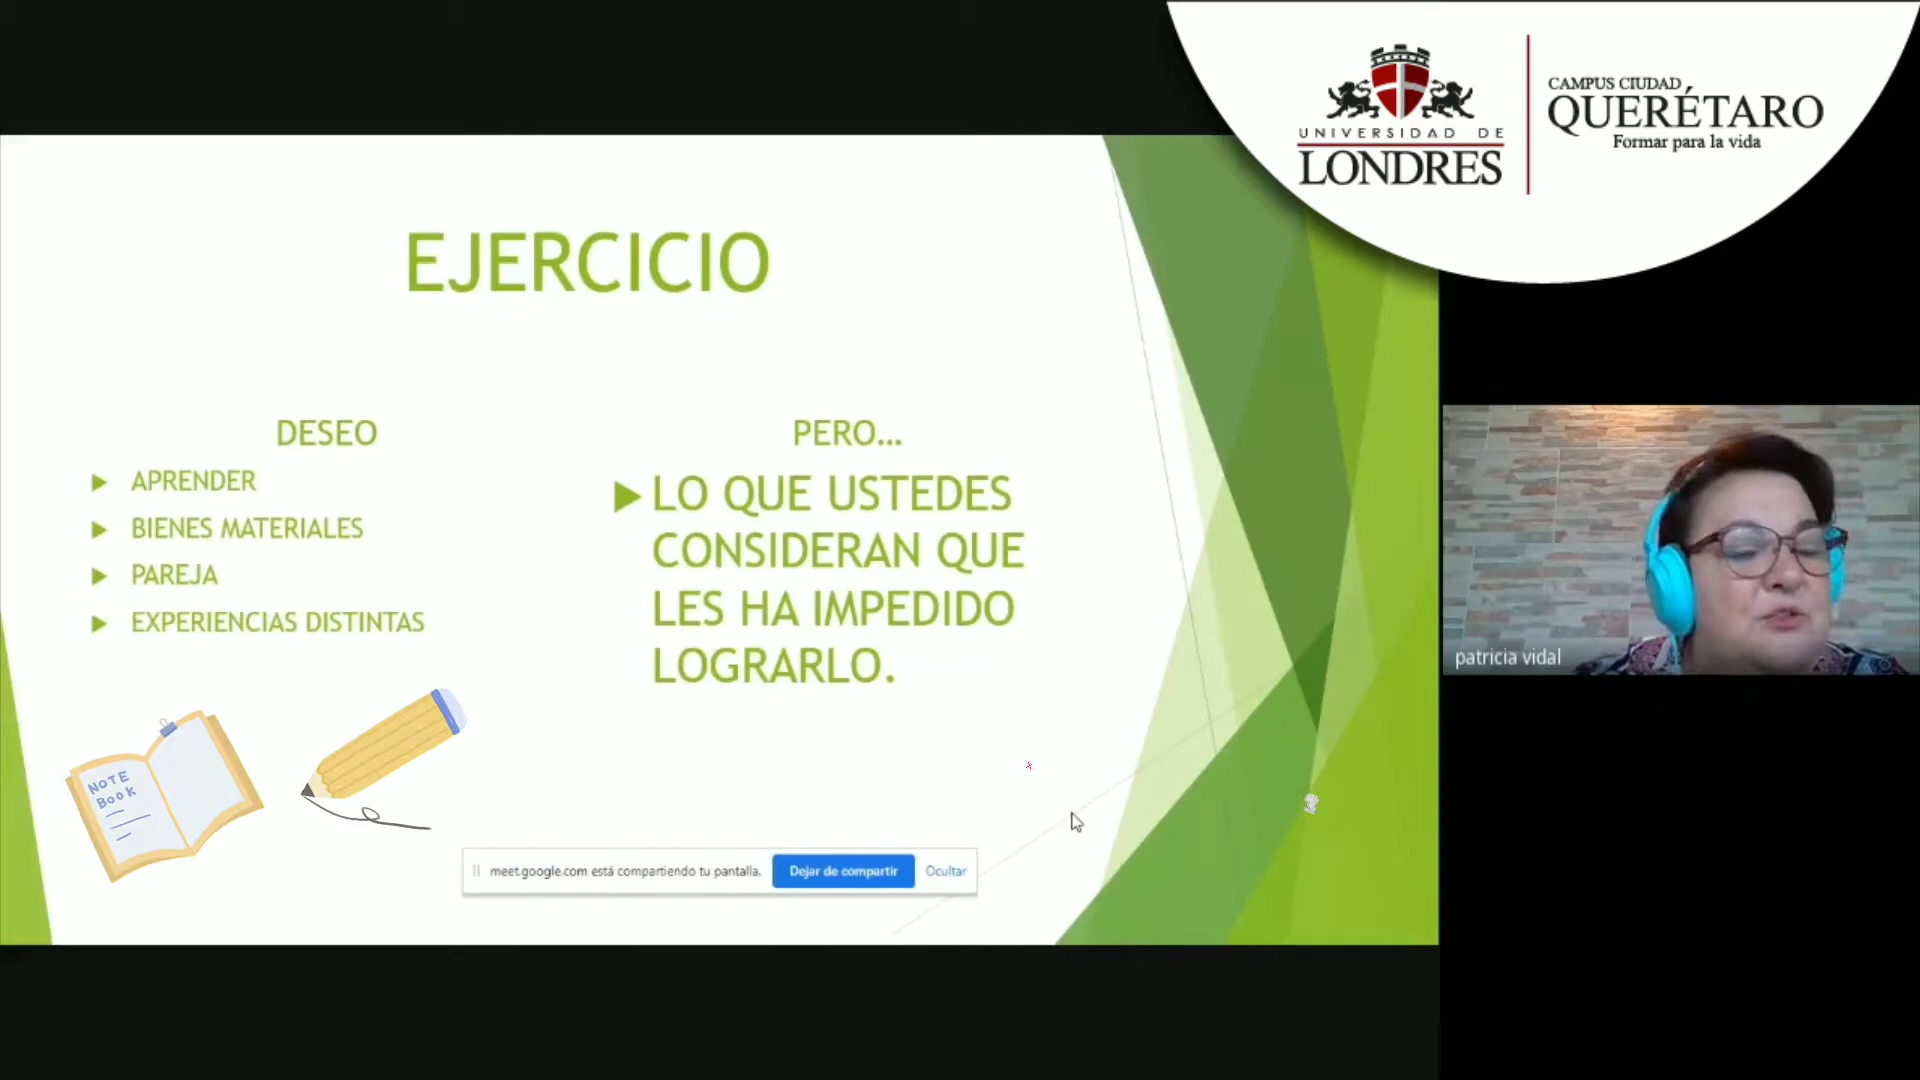 UNIVERSIDAD DE
LONDRES
CAMPUS CIUDAD
QUERÉTARO
Formar para la vida
EJERCICIO
DESEO
APRENDER
BIENES MATERIALES
PAREJA
EXPERIENCIAS DISTINTAS
PERO...
LO QUE USTEDES
CONSIDERAN QUE
LES HA IMPEDIDO
LOGRARLO.
NOTE
BOOK
meet.google.com está compartiendo tu pantalla.
Dejar de compartir
Ocultar
patricia vidal